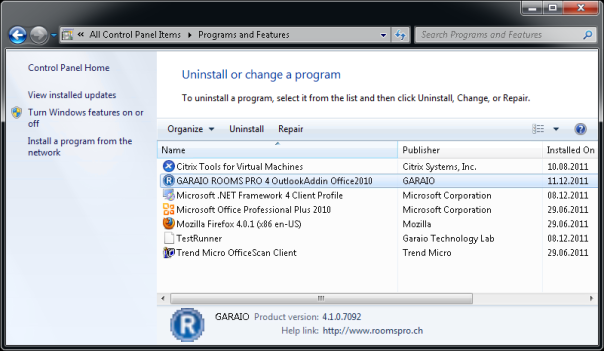 « All Control Panel Items ▸ Programs and Features Search Programs and Features
Control Panel Home
View installed updates
Turn Windows features on or off
Install a program from the network
Uninstall or change a program
To uninstall a program, select it from the list and then click Uninstall, Change, or Repair.
Organize Uninstall Repair
Name Publisher Installed On
Citrix Tools for Virtual Machines Citrix Systems, Inc. 10.08.2011
GARAIO ROOMS PRO 4 OutlookAddin Office2010 GARAIO 11.12.2011
Microsoft .NET Framework 4 Client Profile Microsoft Corporation 08.12.2011
Microsoft Office Professional Plus 2010 Microsoft Corporation 29.06.2011
Mozilla Firefox 4.0.1 (x86 en-US) Mozilla 29.06.2011
TestRunner Garaio Technology Lab 08.12.2011
Trend Micro OfficeScan Client Trend Micro 29.06.2011
GARAIO Product version: 4.1.0.7092
Help link: http://www.roomspro.ch